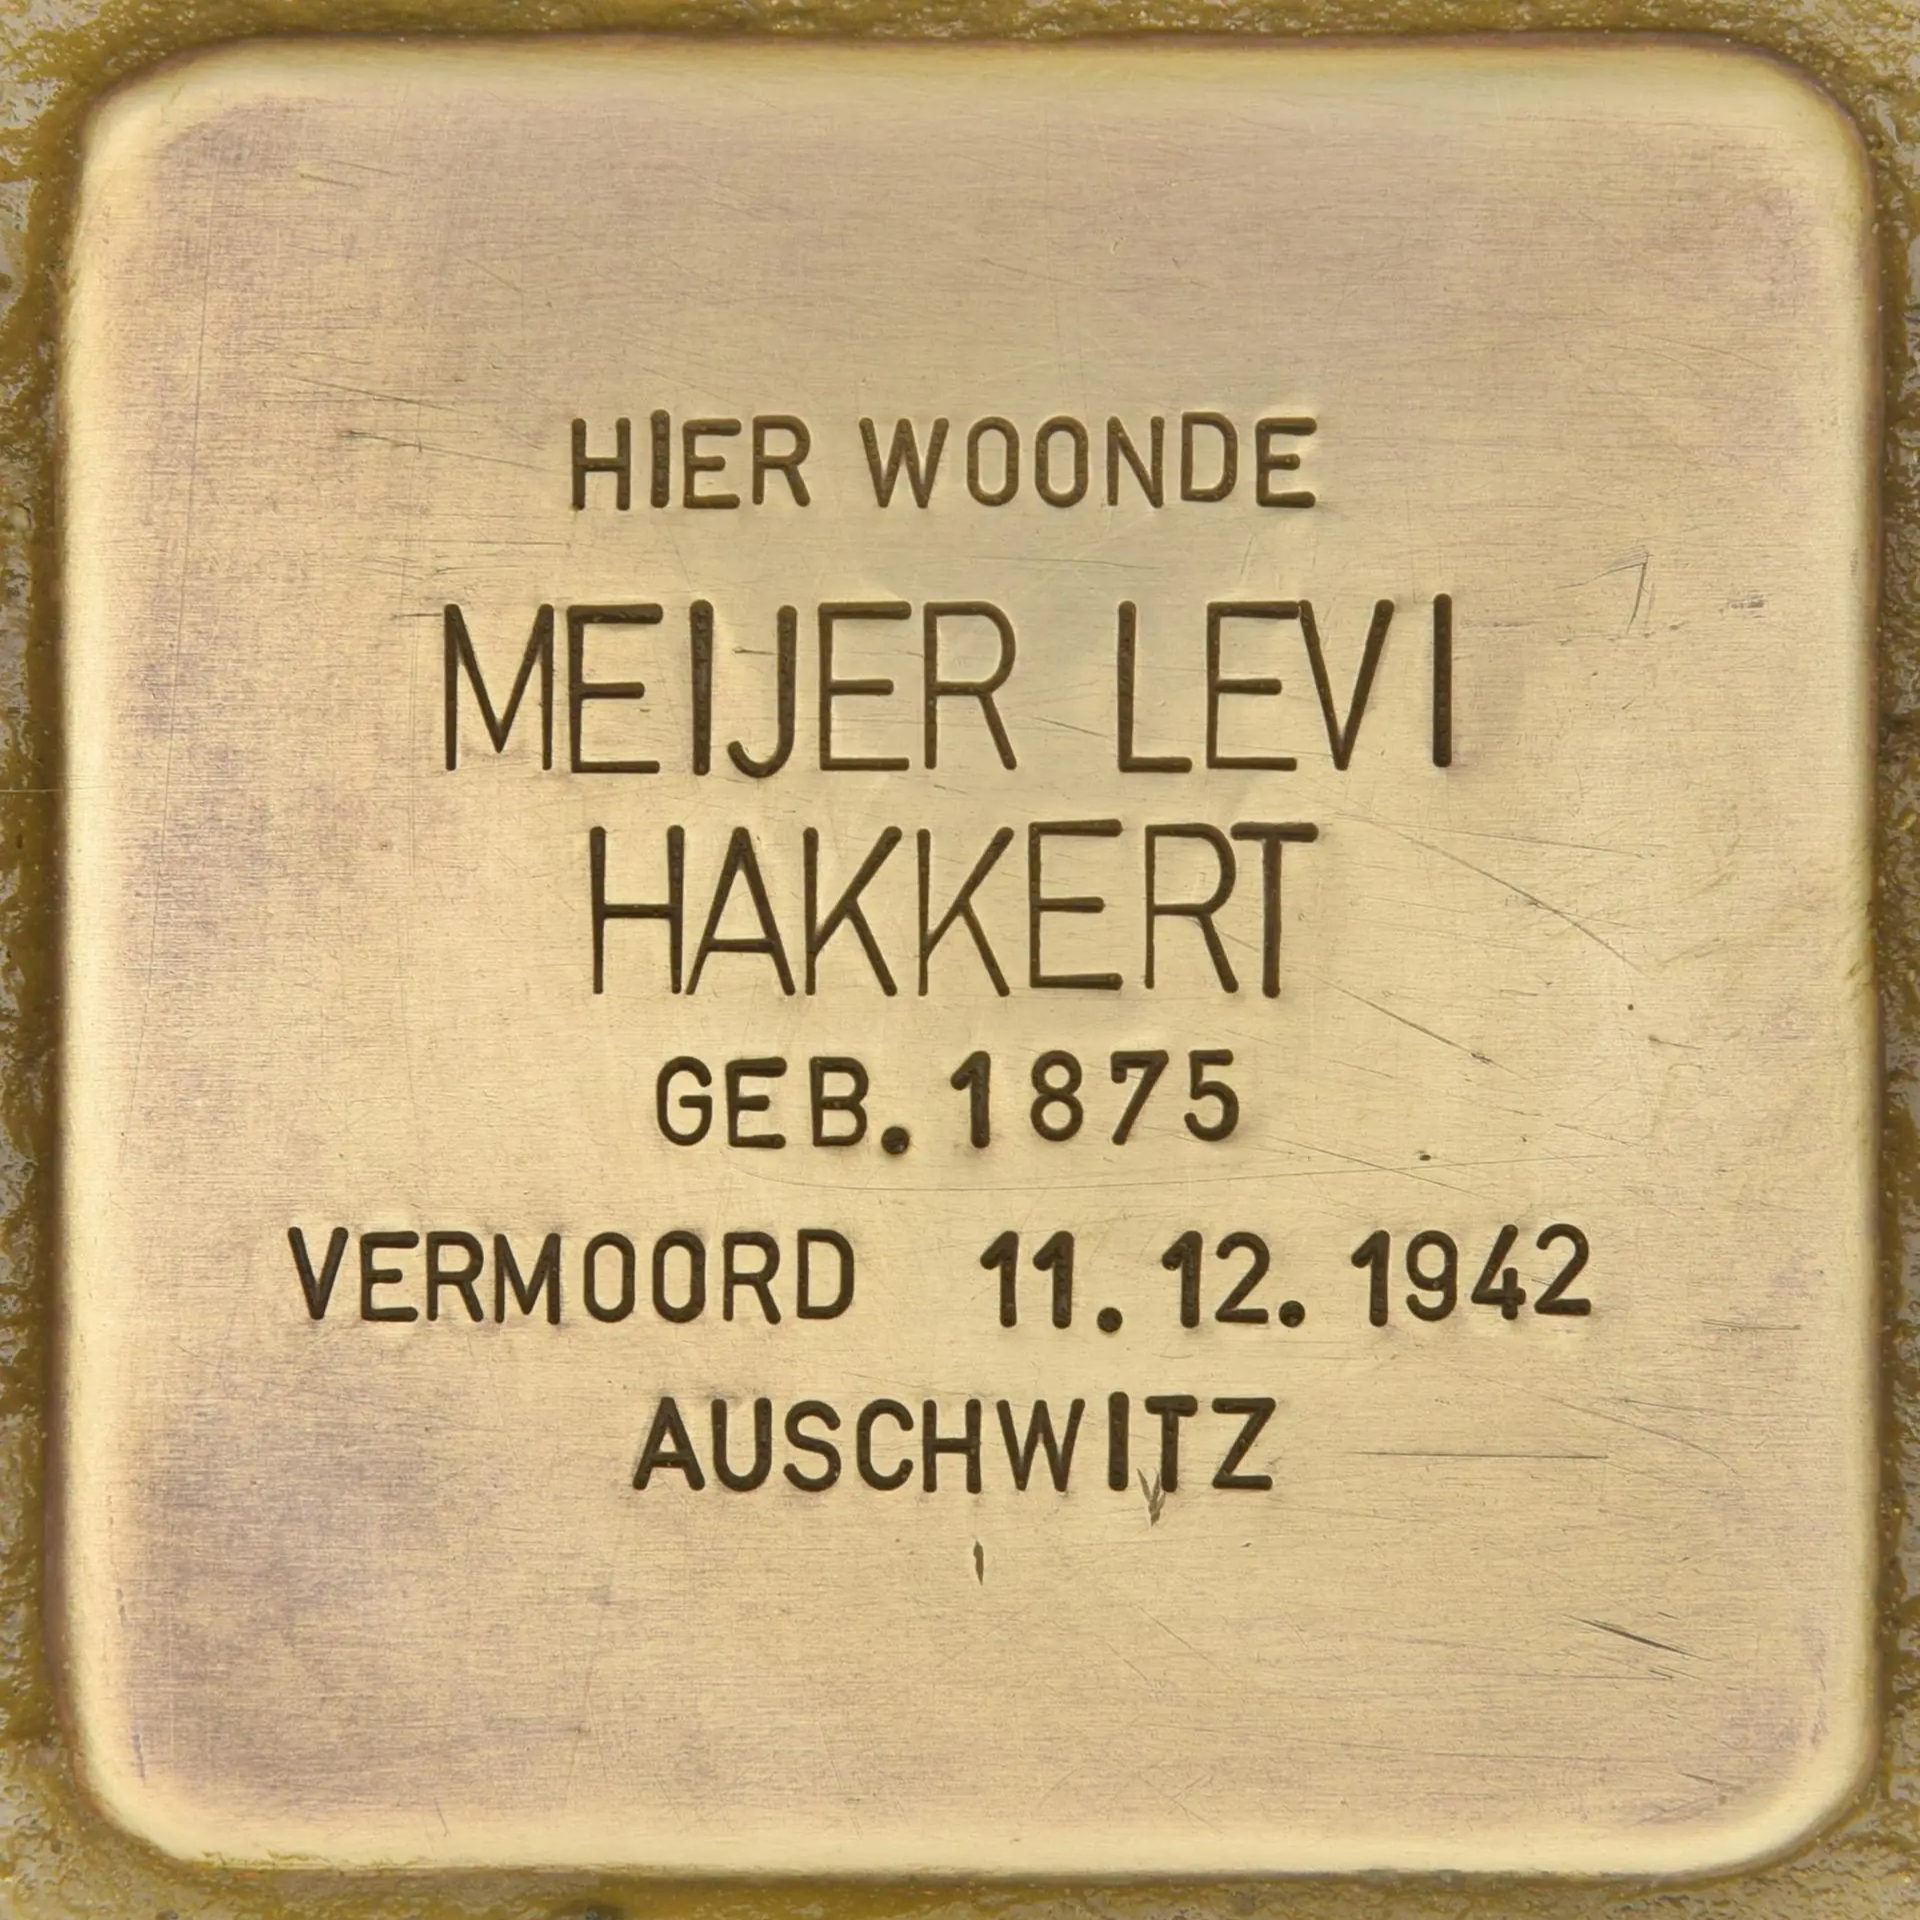 HIER WOONDE
MEIJER LEVI
HAKKERT
GEB. 1875
VERMOORD 11.12.1942
AUSCHWITZ